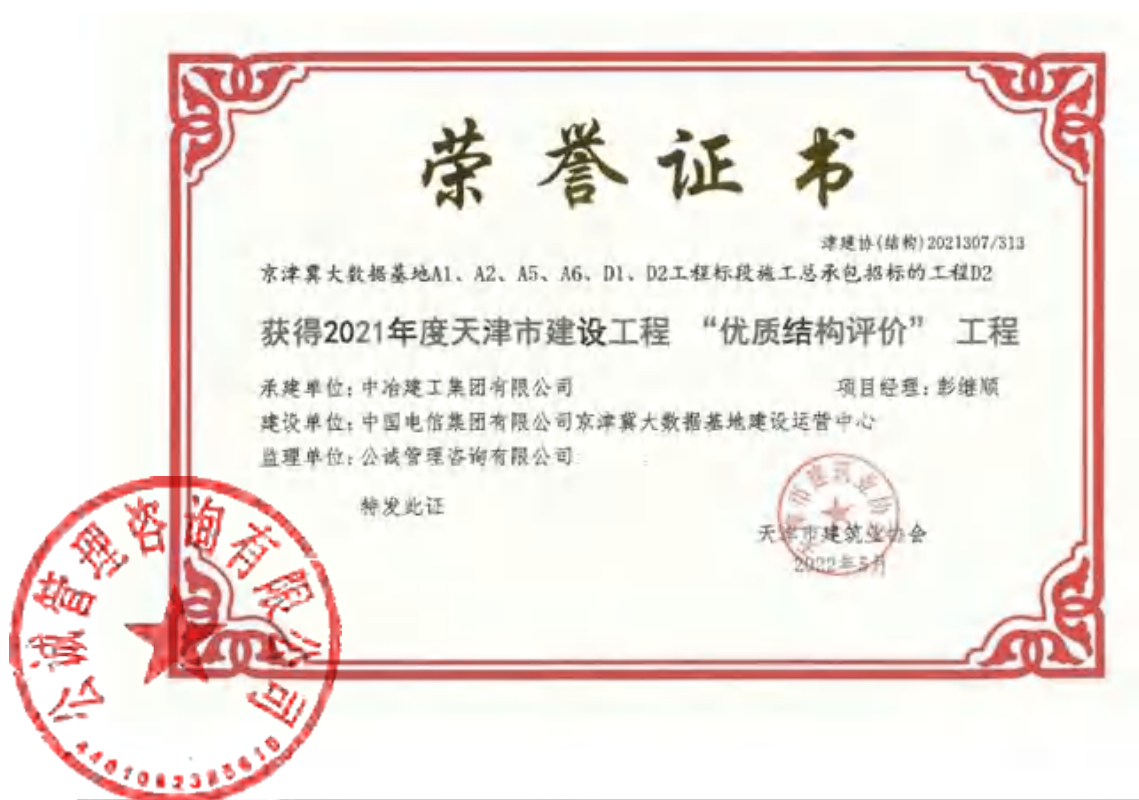 荣誉证书
津建协(结构)2021307/313
京津冀大数据基地A1、A2、A5、A6、D1、D2工程标段施工总承包招标的工程D2
获得2021年度天津市建设工程 “优质结构评价” 工程
承建单位：中冶建工集团有限公司 项目经理：彭继顺
建设单位：中国电信集团有限公司京津冀大数据基地建设运营中心
监理单位：公诚管理咨询有限公司
特发此证
天津市建筑业协会
2022年5月
公诚管理咨询有限公司